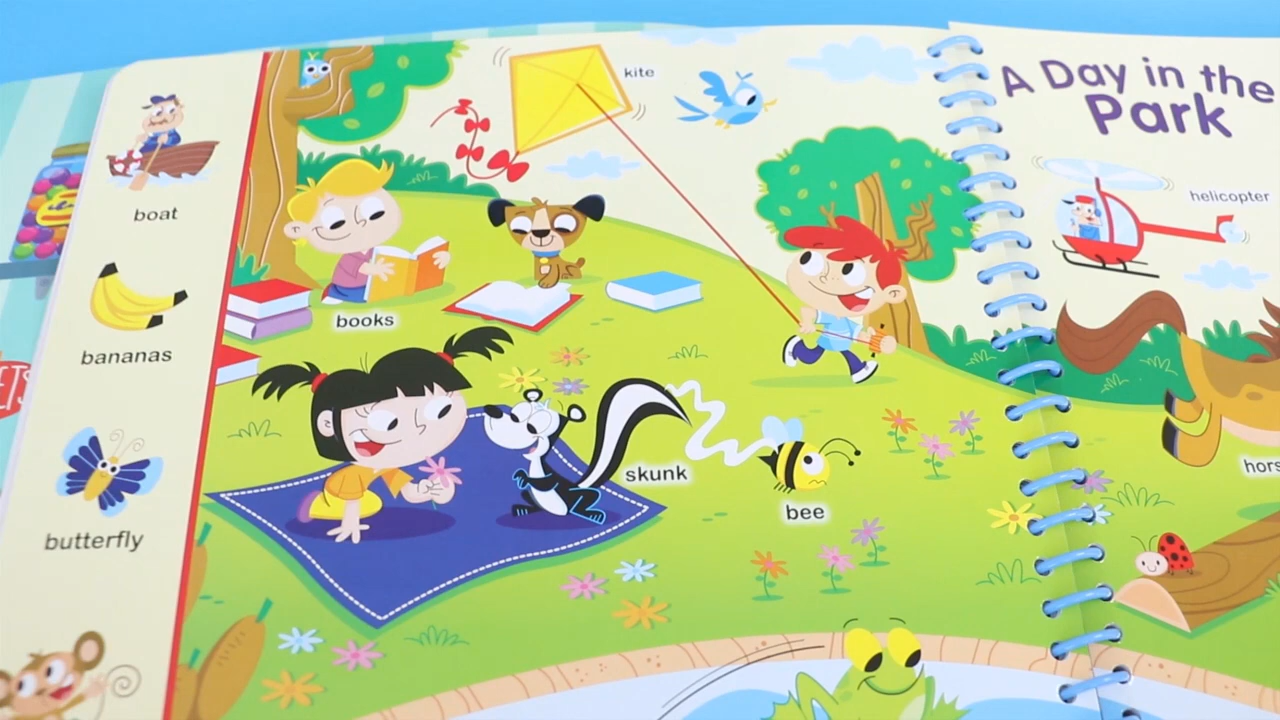 boat
bananas
butterfly
kite
books
skunk
bee
A Day in the
Park
helicopter